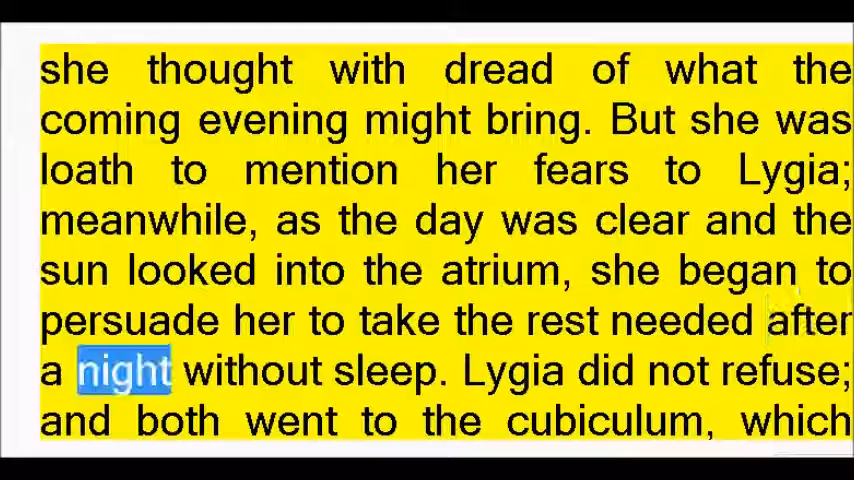 she thought with dread of what the
coming evening might bring. But she was
loath to mention her fears to Lygia;
meanwhile, as the day was clear and the
sun looked into the atrium, she began to
persuade her to take the rest needed after
a night without sleep. Lygia did not refuse;
and both went to the cubiculum, which